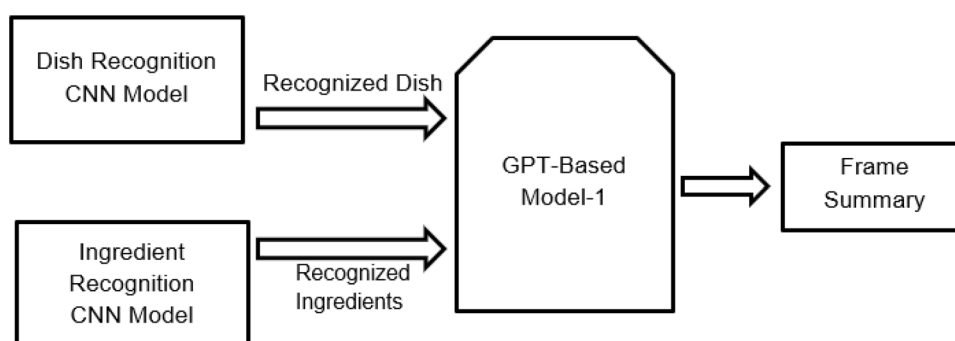 Dish Recognition
CNN Model
Recognized Dish
GPT-Based
Model-1
Frame
Summary
Ingredient
Recognition
CNN Model
Recognized
Ingredients